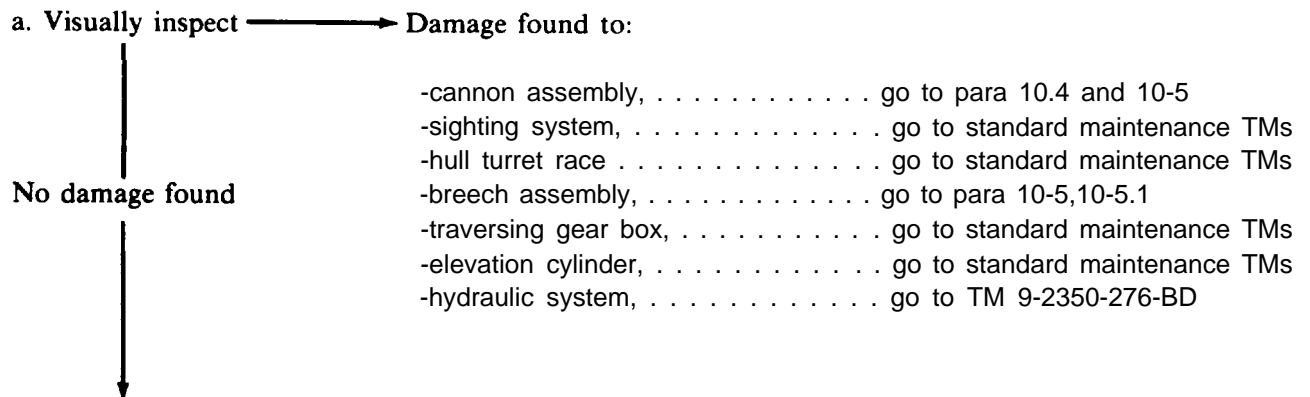 a. Visually inspect Damage found to:
-cannon assembly, . . . . . . . . . . . . go to para 10.4 and 10-5
-sighting system, . . . . . . . . . . . . . go to standard maintenance TMs
-hull turret race . . . . . . . . . . . . . go to standard maintenance TMs
No damage found
-breech assembly, . . . . . . . . . . . . . go to para 10-5,10-5.1
-traversing gear box, . . . . . . . . . . . go to standard maintenance TMs
-elevation cylinder, . . . . . . . . . . . . go to standard maintenance TMs
-hydraulic system, . . . . . . . . . . . . go to TM 9-2350-276-BD